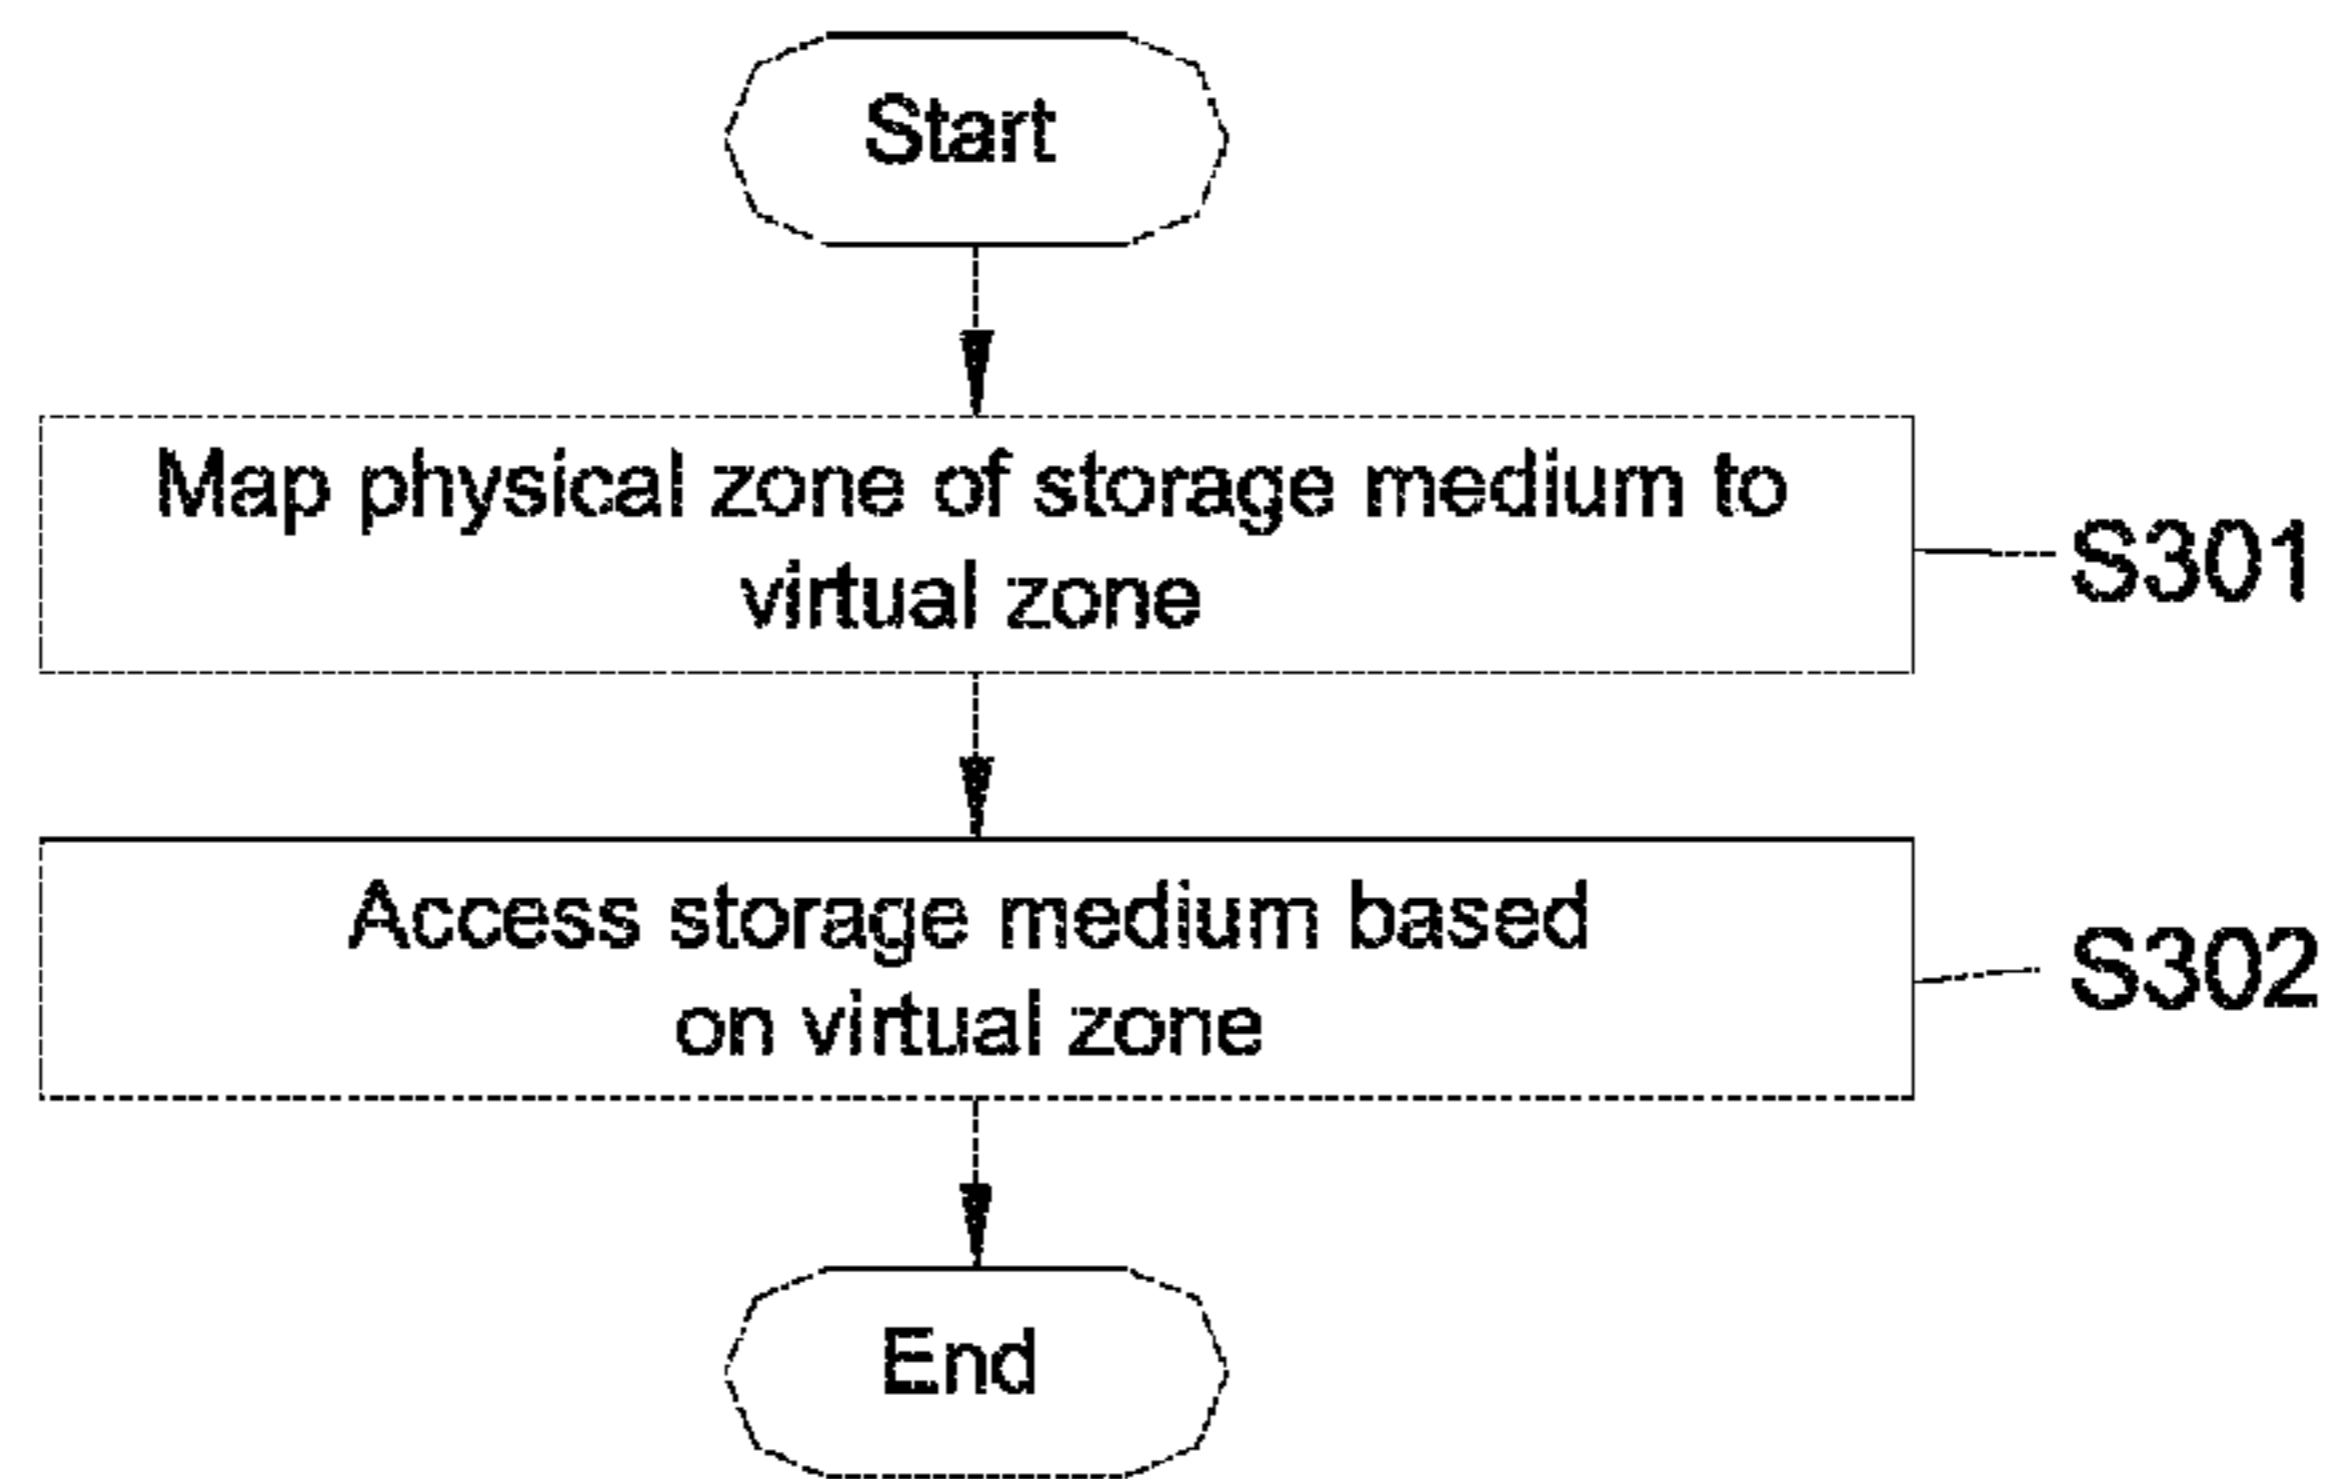 Start
Map physical zone of storage medium to
virtual zone
S301
Access storage medium based
on virtual zone
S302
End